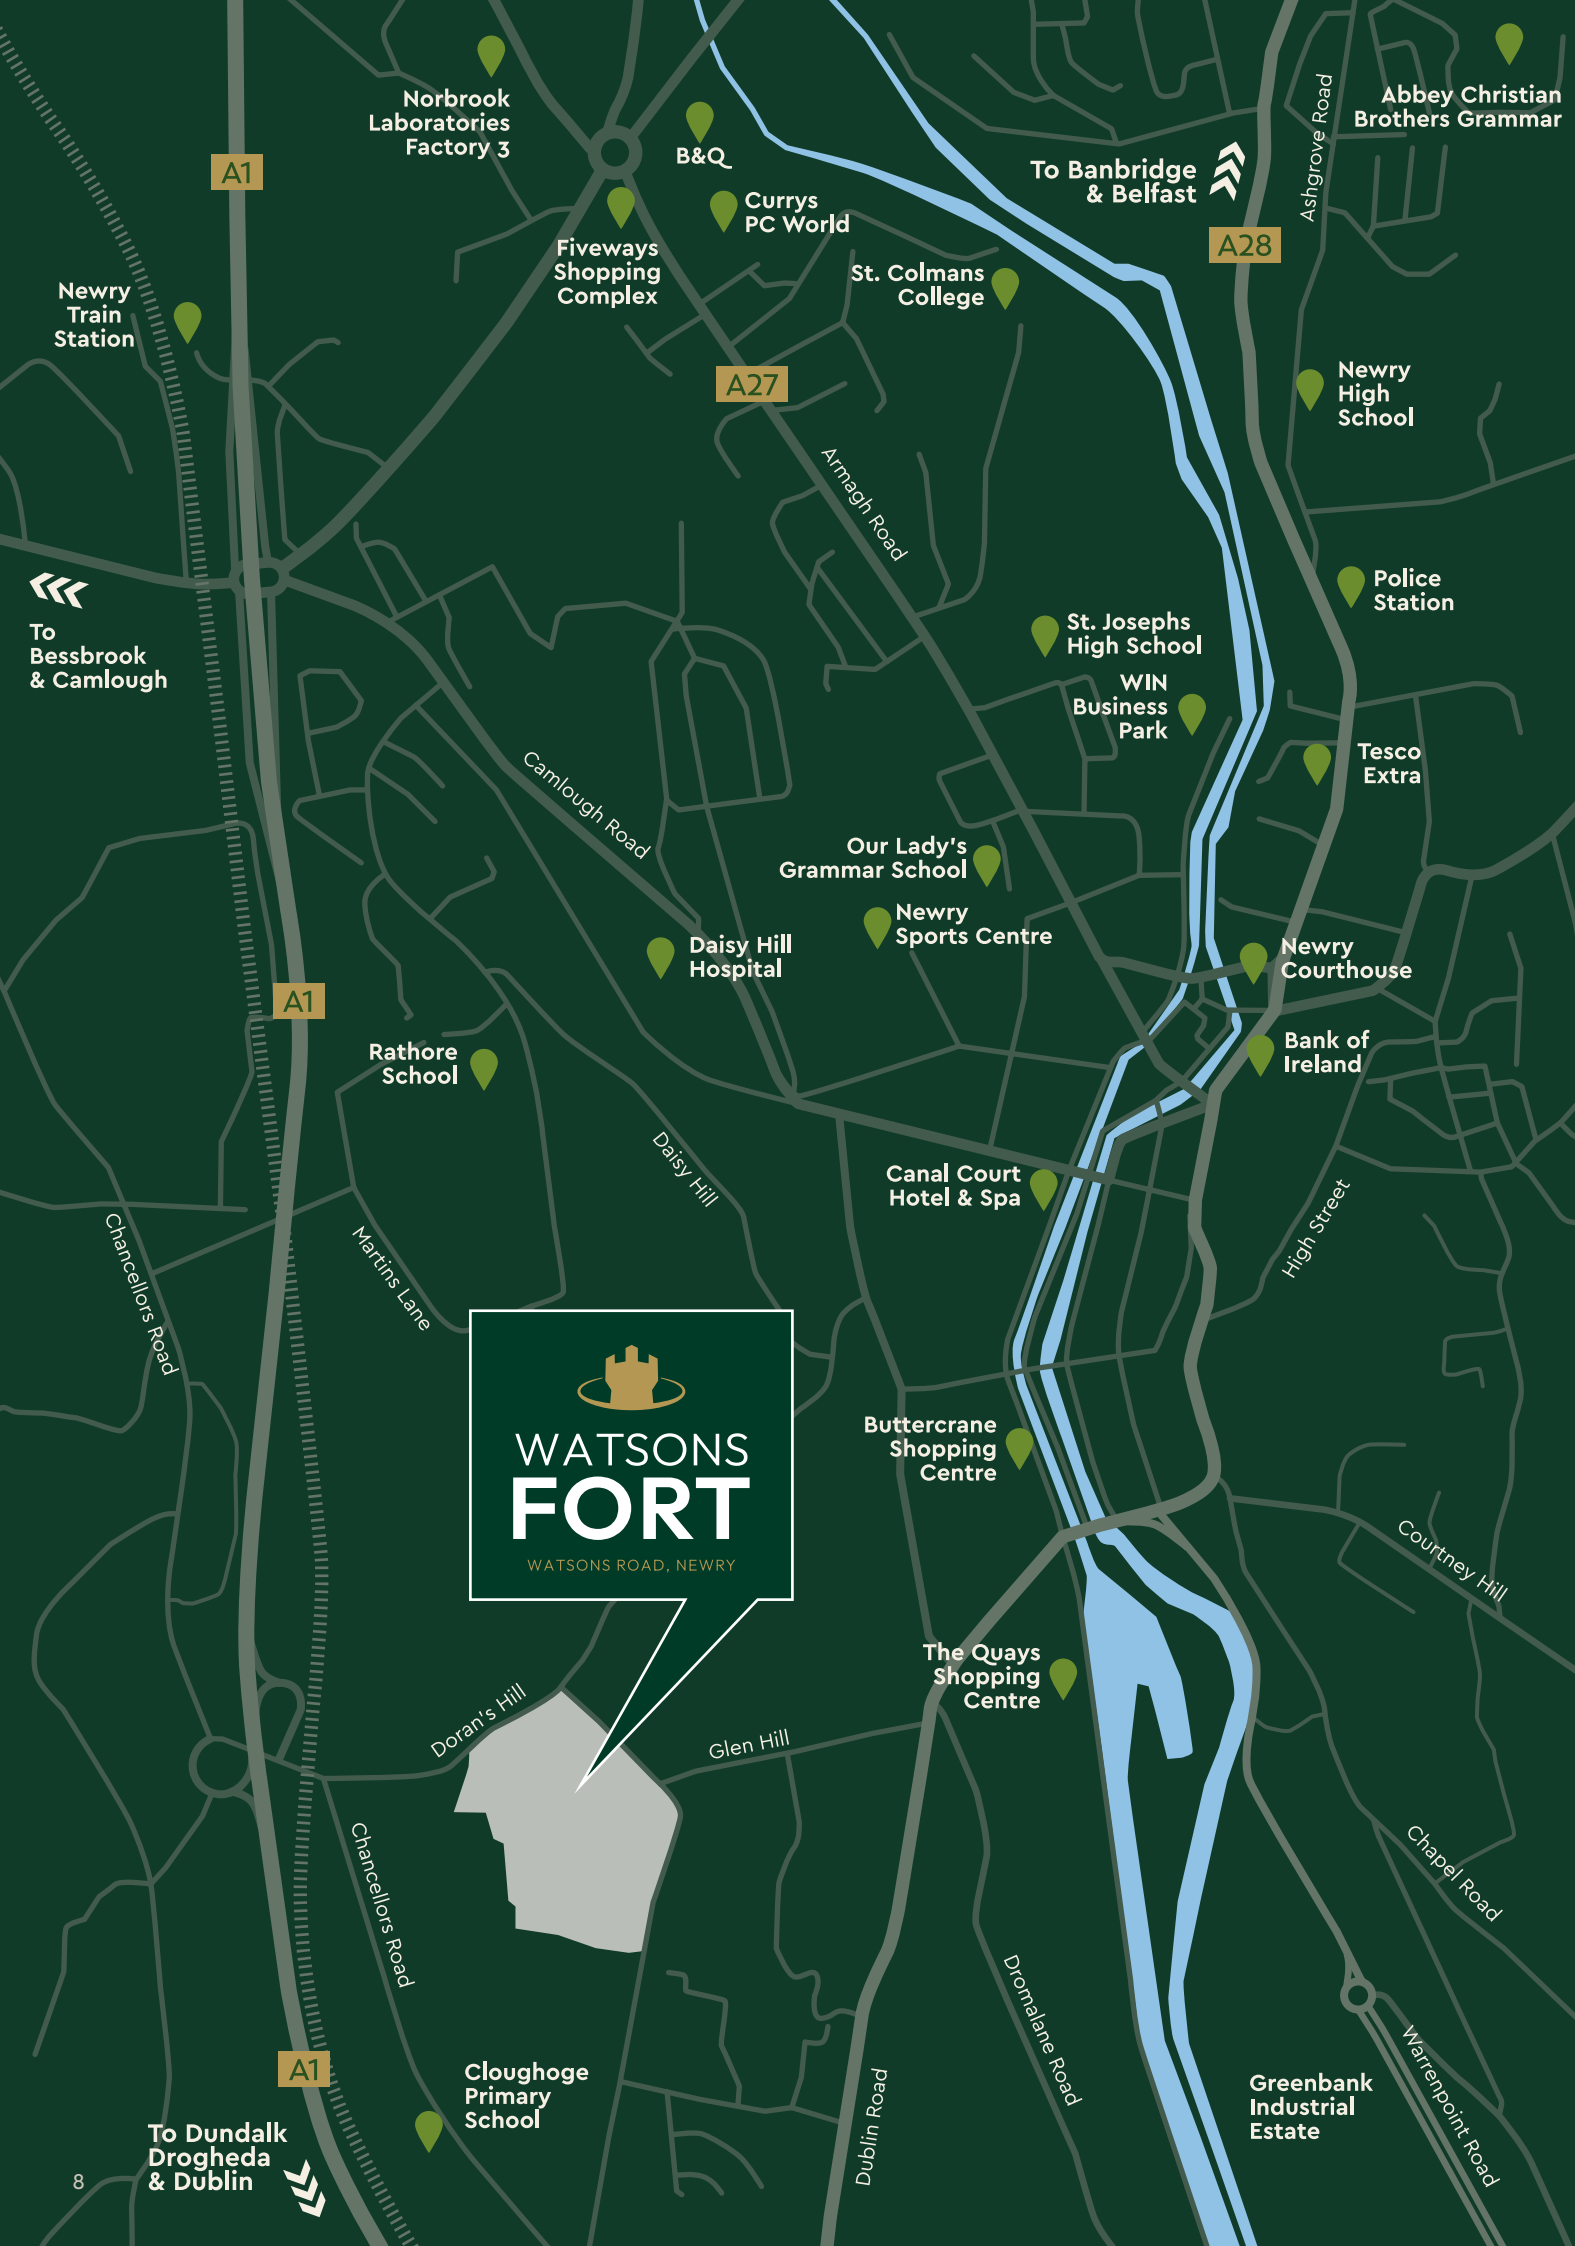 Norbrook
Laboratories
Factory 3
B&Q
Abbey Christian
Brothers Grammar
Ashgrove Road
A1
To Banbridge
& Belfast
Currys
PC World
A28
Fiveways
Shopping
Complex
St. Colmans
College
Newry
Train
Station
A27
Newry
High
School
Armagh Road
Police
Station
To
Bessbrook
& Camlough
St. Josephs
High School
WIN
Business
Park
Tesco
Extra
Camlough Road
Our Lady's
Grammar School
Newry
Sports Centre
Daisy Hill
Hospital
Newry
Courthouse
A1
Rathore
School
Bank of
Ireland
Daisy Hill
Canal Court
Hotel & Spa
High Street
Chancellors Road
Martins Lane
WATSONS
FORT
WATSONS ROAD, NEWRY
Buttercrane
Shopping
Centre
Courtney Hill
The Quays
Shopping
Centre
Doran's Hill
Glen Hill
Chancellors Road
Chapel Road
Dromalane Road
Warrenpoint Road
A1
Cloughoge
Primary
School
Dublin Road
Greenbank
Industrial
Estate
To Dundalk
Drogheda
& Dublin
8